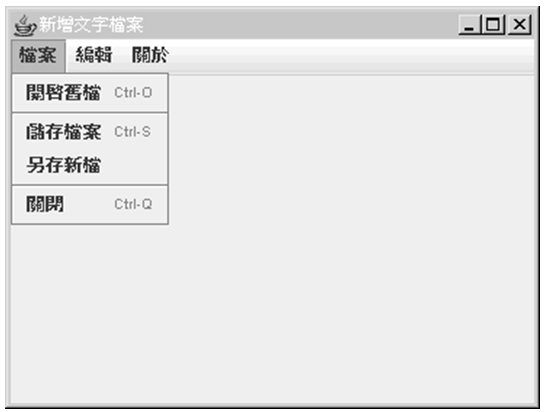 新增文字檔案
檔案 編輯 關於
開啓舊檔 Ctrl-O
儲存檔案 Ctrl-S
另存新檔
關閉 Ctrl-Q